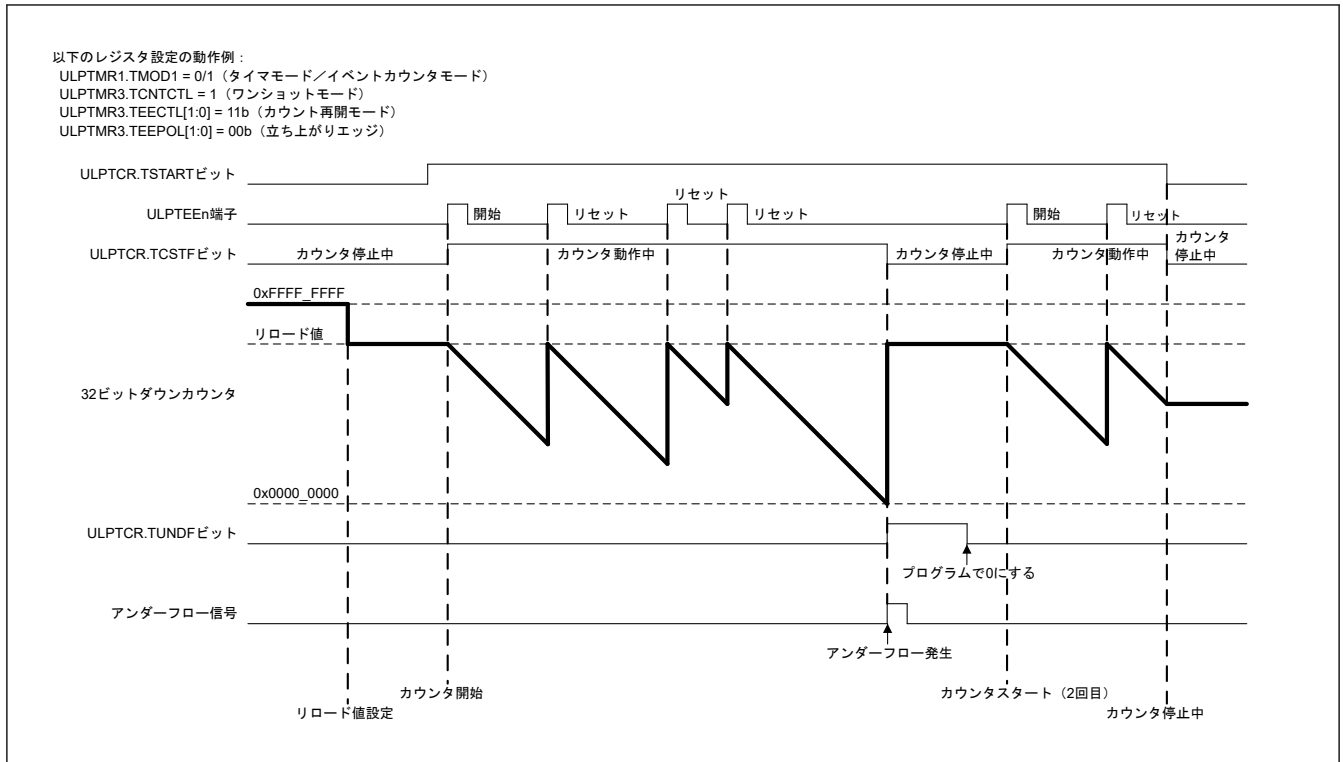 以下のレジスタ設定の動作例：
ULPTMR1.TMOD1 = 0/1（タイマモード／イベントカウンタモード）
ULPTMR3.TCNTCTL = 1（ワンショットモード）
ULPTMR3.TEECTL[1:0] = 11b（カウント再開モード）
ULPTMR3.TEEPOL[1:0] = 00b（立ち上がりエッジ）
ULPTCR.TSTARTビット
リセット
ULPTEEn端子
開始
リセット
リセット
開始
リセット
ULPTCR.TCSTFビット
カウンタ停止中
カウンタ動作中
カウンタ停止中
カウンタ動作中
カウンタ
停止中
0xFFFF_FFFF
リロード値
32ビットダウンカウンタ
0x0000_0000
ULPTCR.TUNDFビット
プログラムで0にする
アンダーフロー信号
アンダーフロー発生
カウンタ開始
カウンタスタート（2回目）
リロード値設定
カウンタ停止中